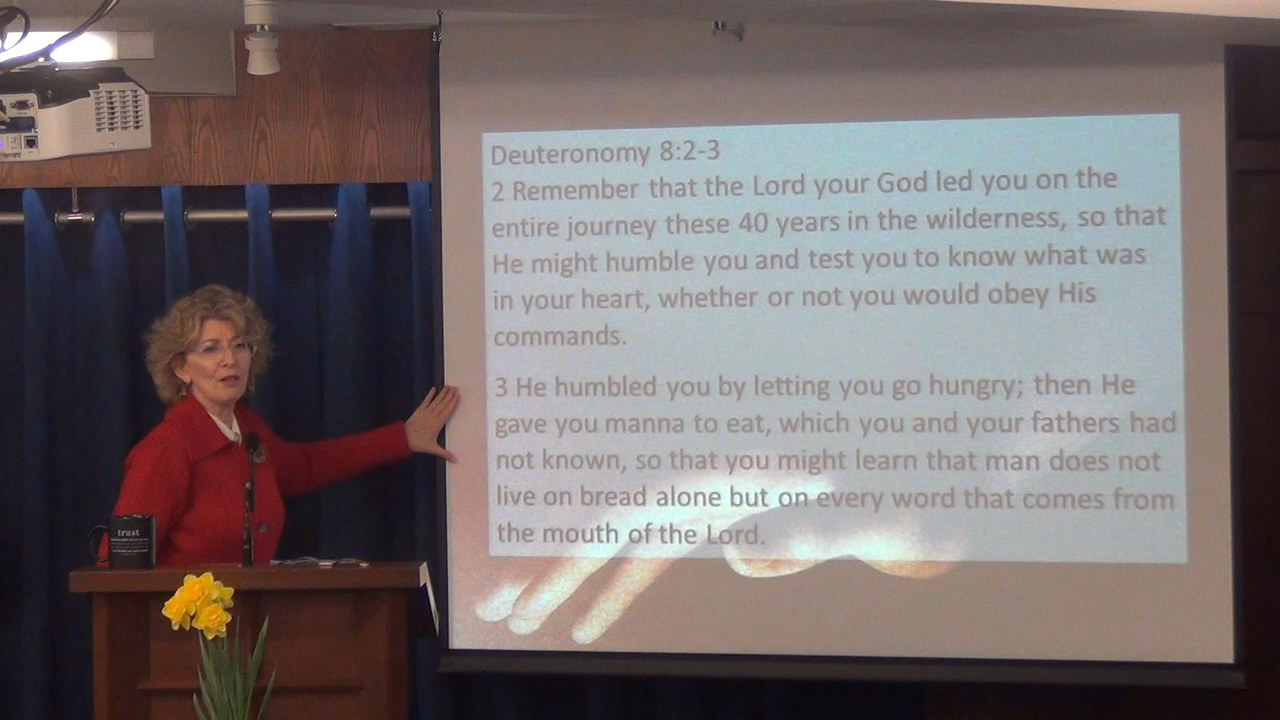 Deuteronomy 8:2-3
2 Remember that the Lord your God led you on the
entire journey these 40 years in the wilderness, so that
He might humble you and test you to know what was
in your heart, whether or not you would obey His
commands.
3 He humbled you by letting you go hungry; then He
gave you manna to eat, which you and your fathers had
not known, so that you might learn that man does not
live on bread alone but on every word that comes from
the mouth of the Lord.
trust